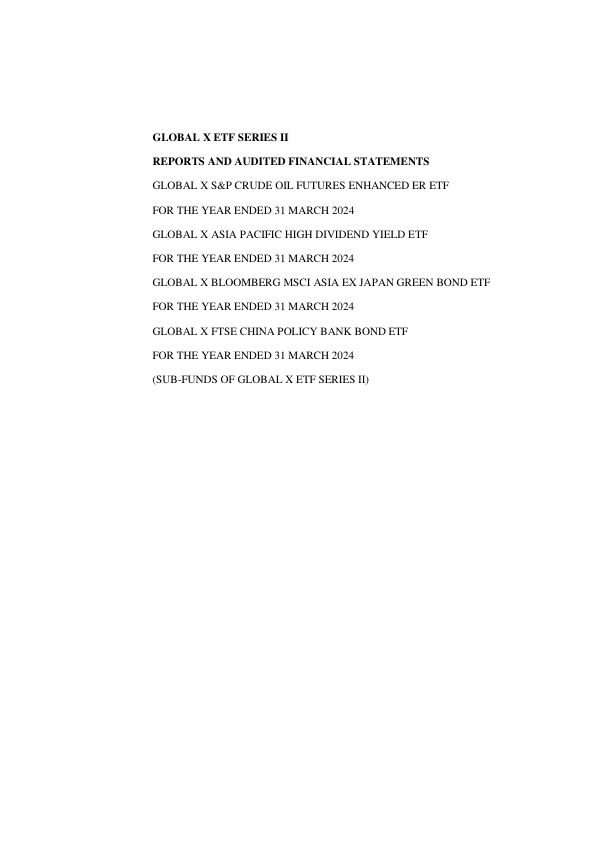 GLOBAL X ETF SERIES II
REPORTS AND AUDITED FINANCIAL STATEMENTS
GLOBAL X S&P CRUDE OIL FUTURES ENHANCED ER ETF
FOR THE YEAR ENDED 31 MARCH 2024
GLOBAL X ASIA PACIFIC HIGH DIVIDEND YIELD ETF
FOR THE YEAR ENDED 31 MARCH 2024
GLOBAL X BLOOMBERG MSCI ASIA EX JAPAN GREEN BOND ETF
FOR THE YEAR ENDED 31 MARCH 2024
GLOBAL X FTSE CHINA POLICY BANK BOND ETF
FOR THE YEAR ENDED 31 MARCH 2024
(SUB-FUNDS OF GLOBAL X ETF SERIES II)